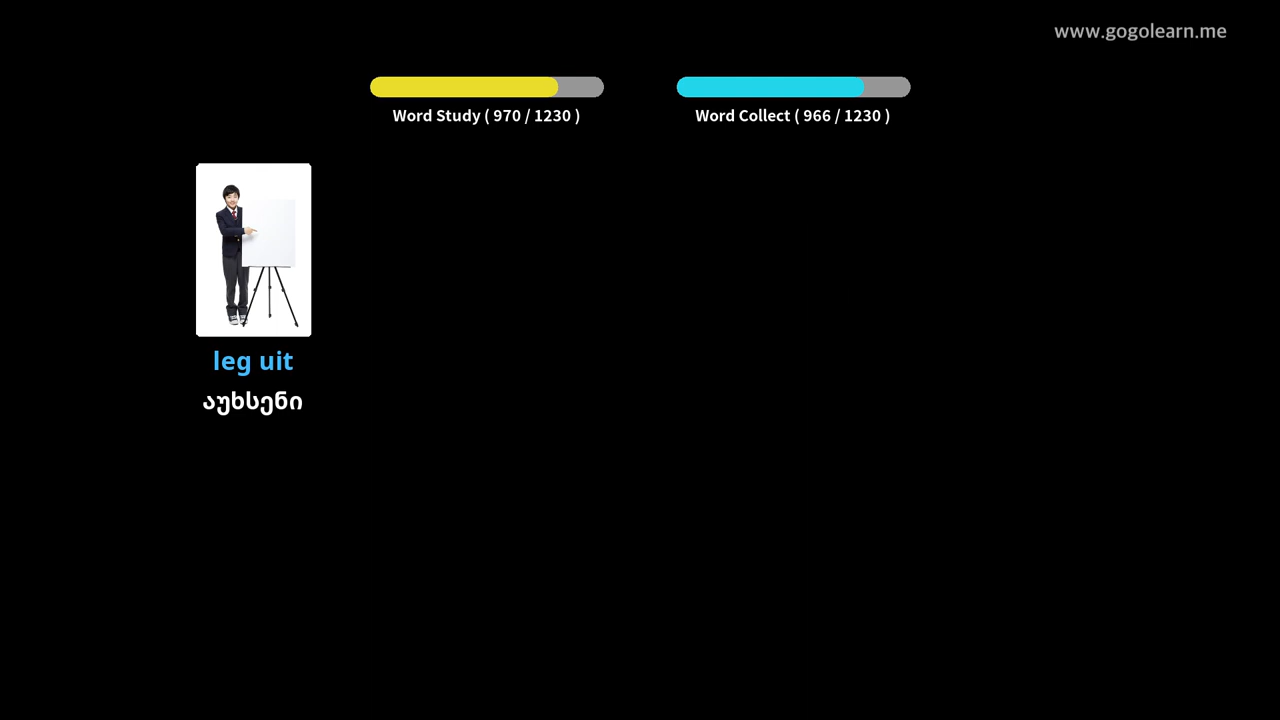 www.gogolearn.me
Word Study ( 970 / 1230 )
Word Collect ( 966 / 1230 )
leg uit
აუხსენი